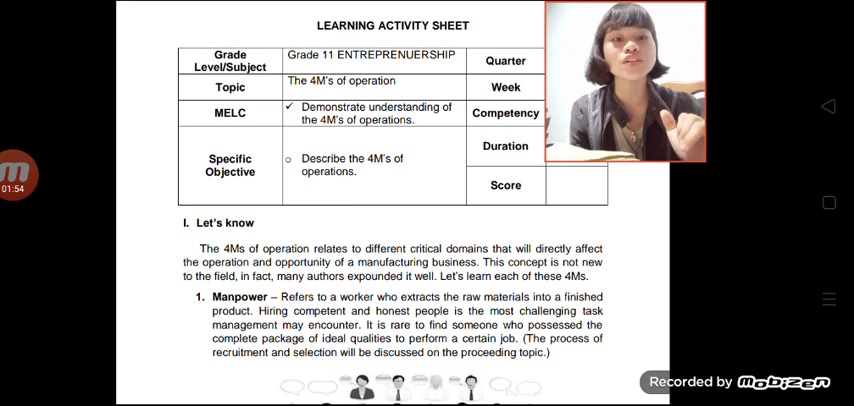 LEARNING ACTIVITY SHEET
Grade Level/Subject
Grade 11 ENTREPRENUERSHIP
Quarter
Topic
The 4M's of operation
Week
MELC
✓ Demonstrate understanding of
the 4M's of operations.
Competency
Specific
Objective
o Describe the 4M's of
operations.
Duration
Score
01:54
I. Let's know
The 4Ms of operation relates to different critical domains that will directly affect
the operation and opportunity of a manufacturing business. This concept is not new
to the field, in fact, many authors expounded it well. Let's learn each of these 4Ms.
1. Manpower – Refers to a worker who extracts the raw materials into a finished
product. Hiring competent and honest people is the most challenging task
management may encounter. It is rare to find someone who possessed the
complete package of ideal qualities to perform a certain job. (The process of
recruitment and selection will be discussed on the proceeding topic.)
Recorded by mobizen